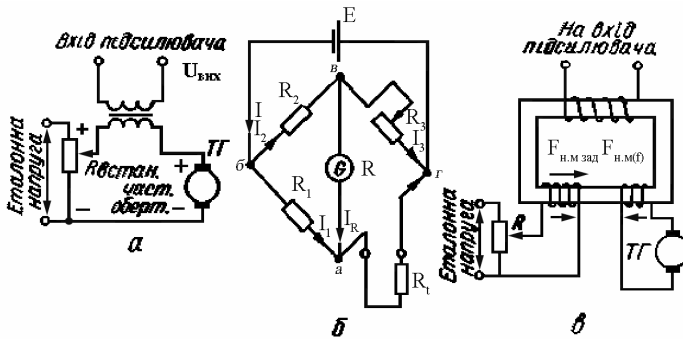 Вхід підсилювача
U вих
Еталонна напруга
+
R встан. част. оберт.
+
ТГ
–
–
а
E
в
I
I2
R2
R3
I3
б
G
R
г
R1
I1
IR
а
Rt
б
На вхід
підсилювача
Fн.м зад
Fн.м(f)
Еталонна напруга
R
ТГ
в